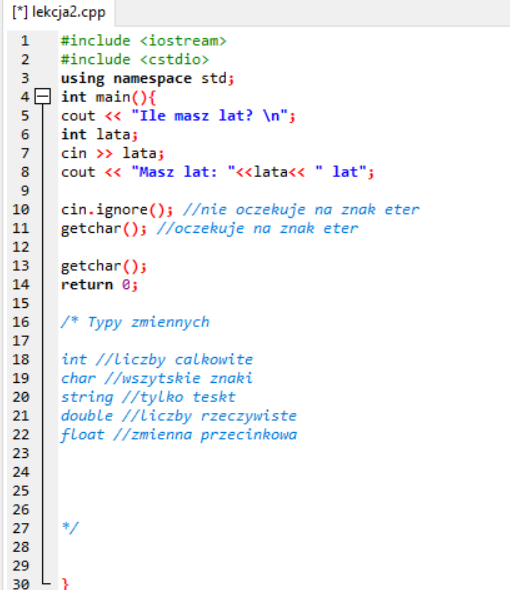 [*] lekcja2.cpp
1 #include <iostream>
2 #include <cstdio>
3 using namespace std;
4 int main(){
5 cout << "Ile masz lat? \n";
6 int lata;
7 cin >> lata;
8 cout << "Masz lat: "<<lata<< " lat";
9
10 cin.ignore(); //nie oczekuje na znak eter
11 getchar(); //oczekuje na znak eter
12
13 getchar();
14 return 0;
15
16 /* Typy zmiennych
17
18 int //liczby calkowite
19 char //wszytskie znaki
20 string //tylko teskt
21 double //liczby rzeczywiste
22 float //zmienna przecinkowa
23
24
25
26
27 */
28
29
30 }